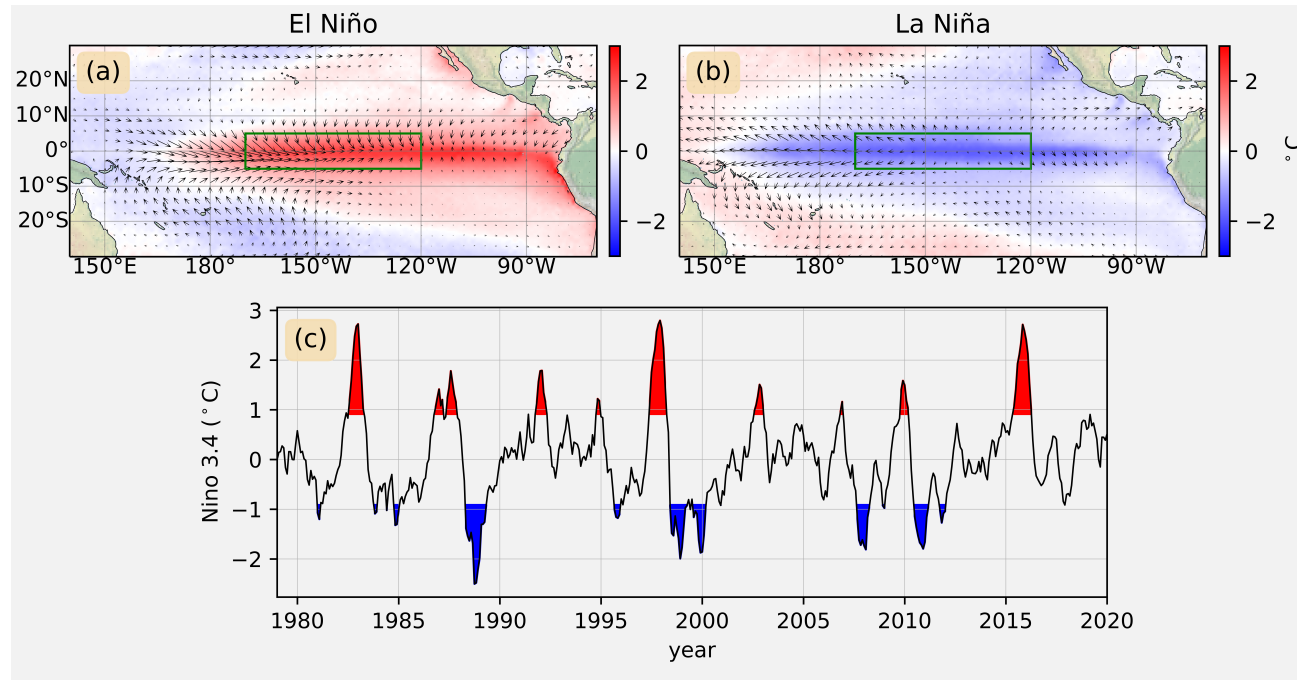 El Niño
La Niña
(a)
20°N
10°N
0°
10°S
20°S
150°E 180° 150°W 120°W 90°W
2
0
−2
(b)
150°E 180° 150°W 120°W 90°W
2
0
−2
°C
(c)
Nino 3.4 (°C)
3
2
1
0
−1
−2
1980 1985 1990 1995 2000 2005 2010 2015 2020
year